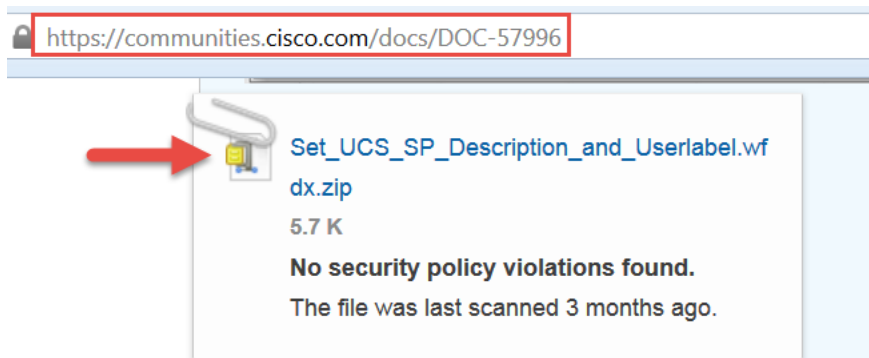 https://communities.cisco.com/docs/DOC-57996
Set_UCS_SP_Description_and_Userlabel.wf
dx.zip
5.7 K
No security policy violations found.
The file was last scanned 3 months ago.